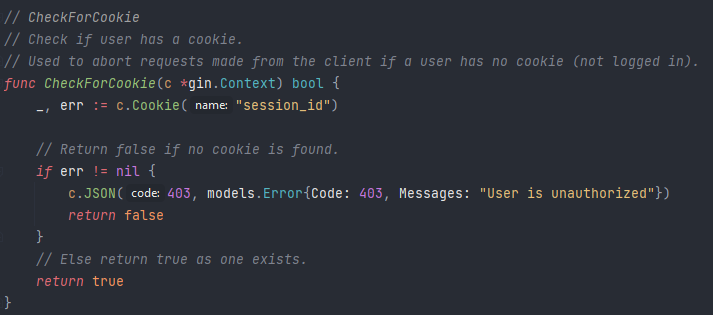 // CheckForCookie
// Check if user has a cookie.
// Used to abort requests made from the client if a user has no cookie (not logged in).
func CheckForCookie(c *gin.Context) bool {
    _, err := c.Cookie( name: "session_id")

    // Return false if no cookie is found.
    if err != nil {
        c.JSON( code: 403, models.Error{Code: 403, Messages: "User is unauthorized"})
        return false
    }
    // Else return true as one exists.
    return true
}